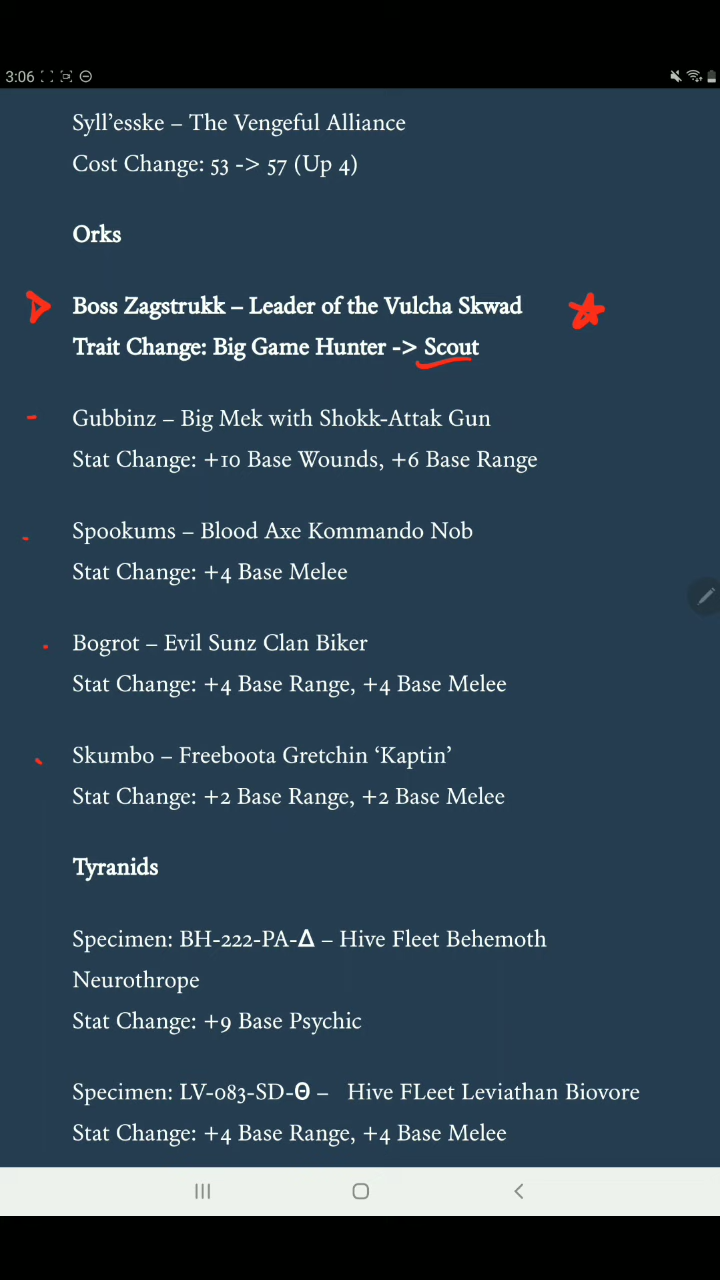 3:06
Syll’esske – The Vengeful Alliance
Cost Change: 53 -> 57 (Up 4)
Orks
Boss Zagstrukk – Leader of the Vulcha Skwad
Trait Change: Big Game Hunter -> Scout
Gubbinz – Big Mek with Shokk-Attak Gun
Stat Change: +10 Base Wounds, +6 Base Range
Spookums – Blood Axe Kommando Nob
Stat Change: +4 Base Melee
Bogrot – Evil Sunz Clan Biker
Stat Change: +4 Base Range, +4 Base Melee
Skumbo – Freeboota Gretchin ‘Kaptin’
Stat Change: +2 Base Range, +2 Base Melee
Tyranids
Specimen: BH-222-PA-Δ – Hive Fleet Behemoth
Neurothrope
Stat Change: +9 Base Psychic
Specimen: LV-083-SD-Θ – Hive FLeet Leviathan Biovore
Stat Change: +4 Base Range, +4 Base Melee